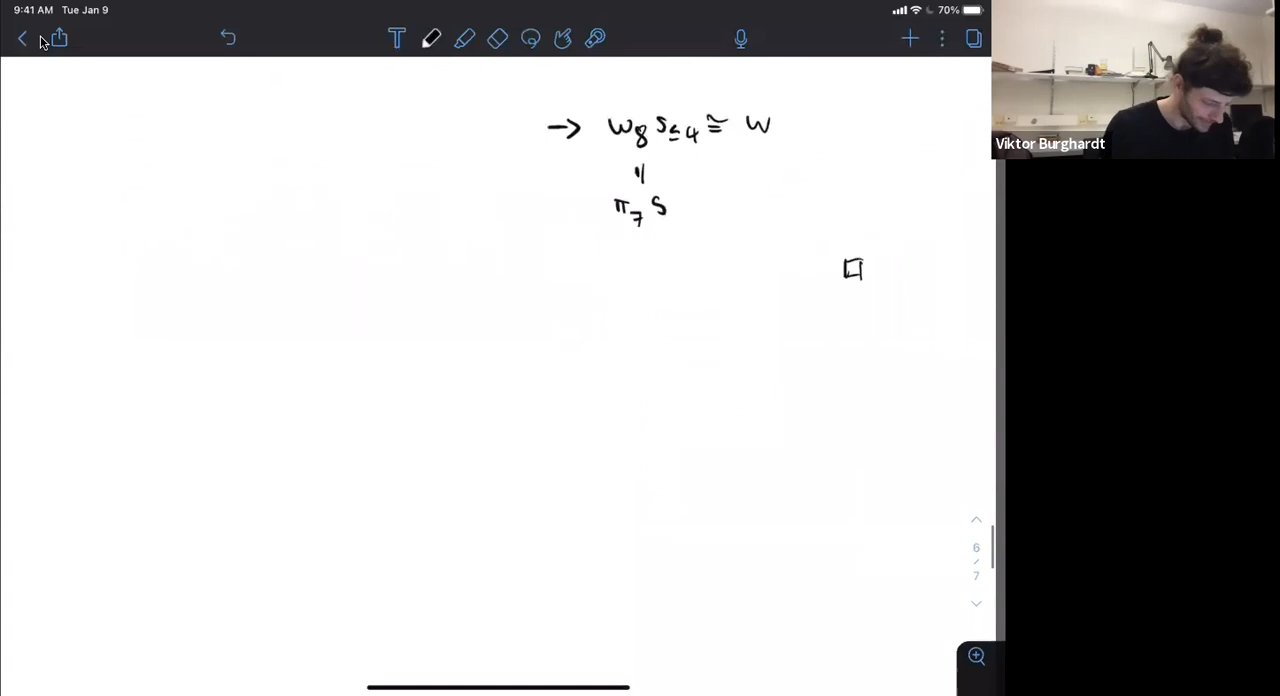 9:41 AM Tue Jan 9
70%
→ W₈ S≤₄ ≅ W
Viktor Burghardt
॥
π₇ S
□
6
7